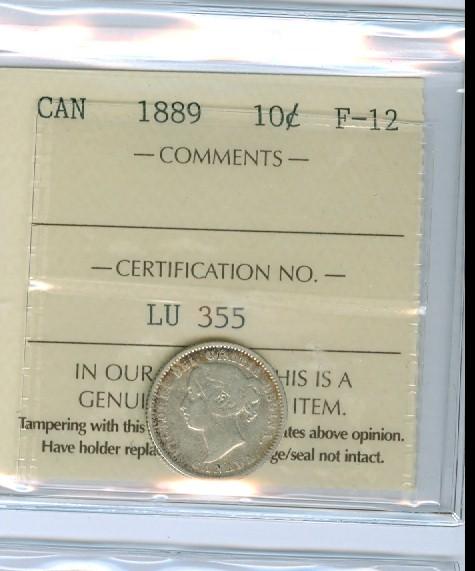 CAN 1889 10¢ F-12
— COMMENTS —
— CERTIFICATION NO. —
LU 355
IN OUR HIS IS A
GENUI ITEM.
Tampering with this tes above opinion.
Have holder repla ge/seal not intact.